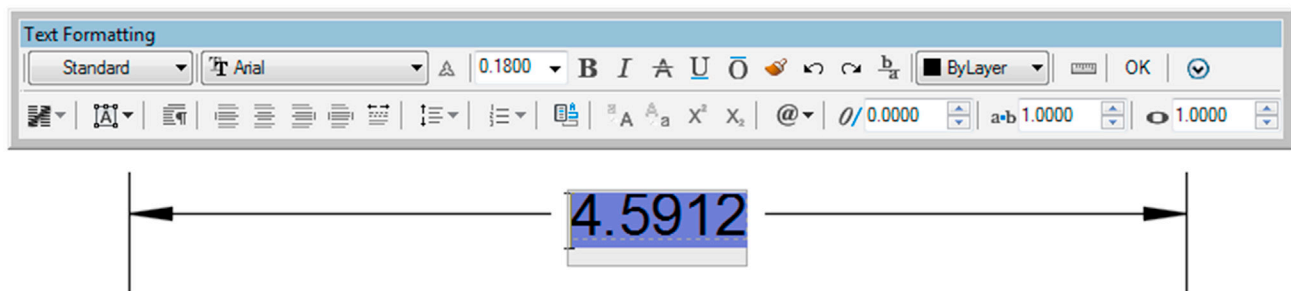 Text Formatting
Standard Arial 0.1800 B I A U O b/a ByLayer OK
A a A A a X² X₂ @ 0/ 0.0000 a•b 1.0000 1.0000
4.5912